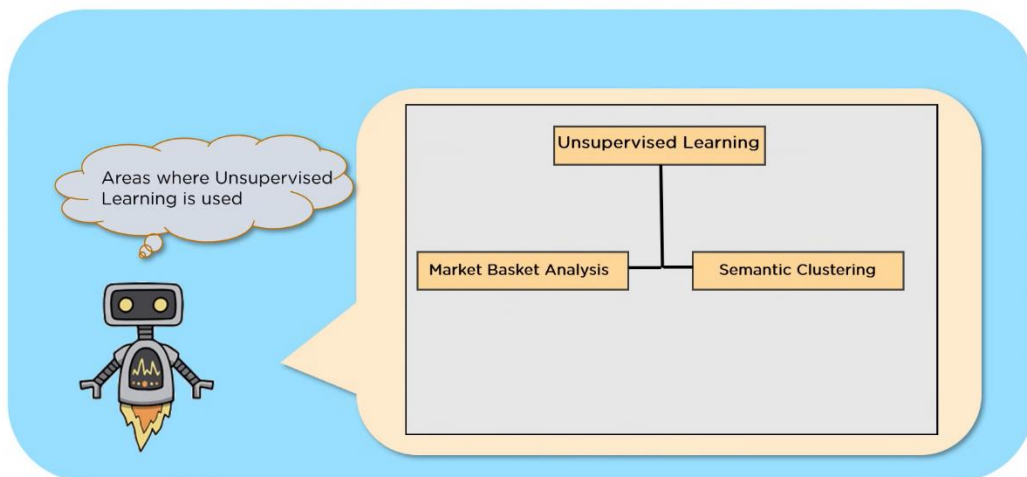 Areas where Unsupervised
Learning is used
Unsupervised Learning
Market Basket Analysis
Semantic Clustering